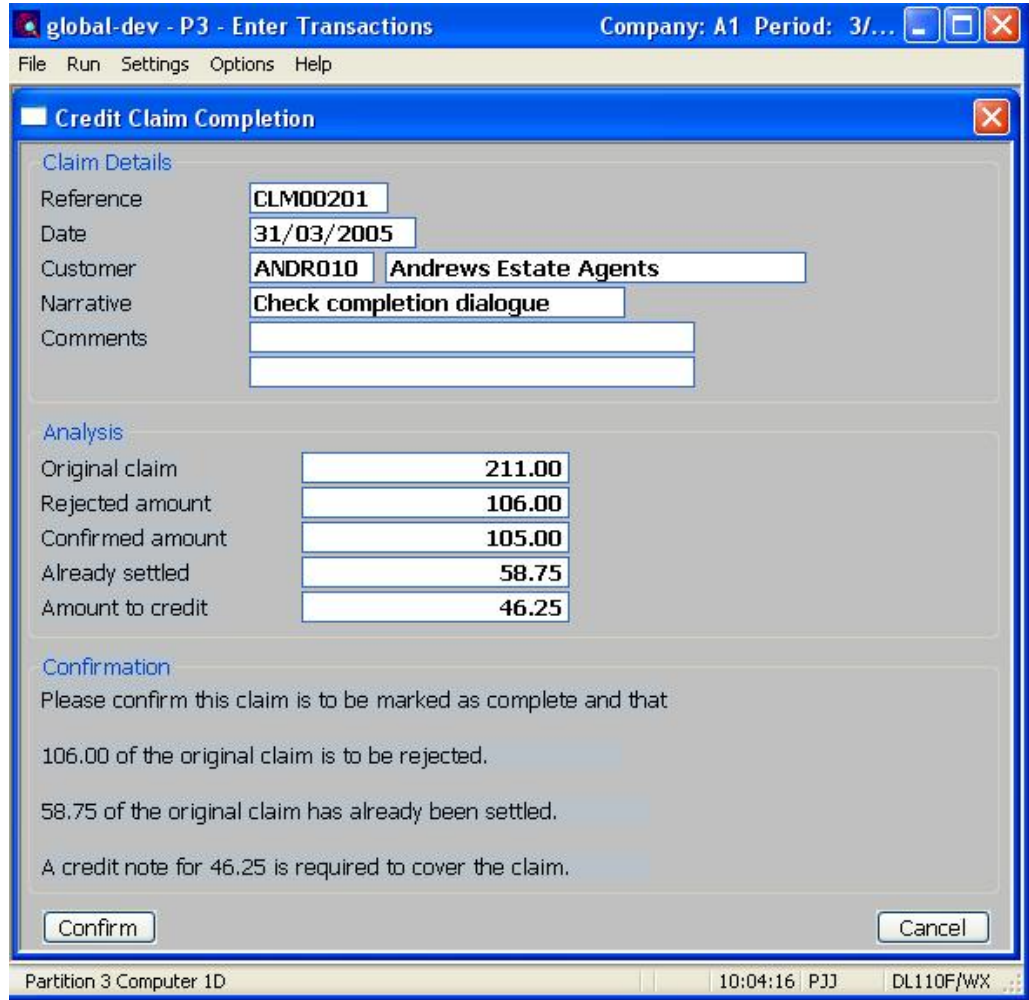 global-dev - P3 - Enter Transactions Company: A1 Period: 3/...
File Run Settings Options Help
Credit Claim Completion
Claim Details
Reference CLM00201
Date 31/03/2005
Customer ANDR010 Andrews Estate Agents
Narrative Check completion dialogue
Comments
Analysis
Original claim 211.00
Rejected amount 106.00
Confirmed amount 105.00
Already settled 58.75
Amount to credit 46.25
Confirmation
Please confirm this claim is to be marked as complete and that
106.00 of the original claim is to be rejected.
58.75 of the original claim has already been settled.
A credit note for 46.25 is required to cover the claim.
Confirm Cancel
Partition 3 Computer 1D 10:04:16 PJJ DL110F/WX